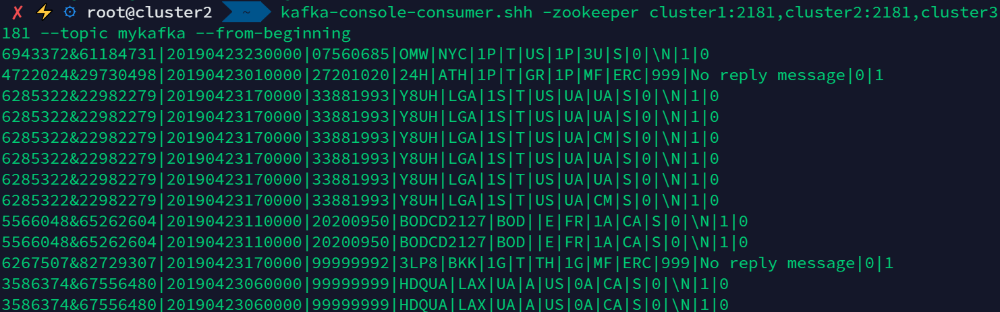 ✗ ⚡ ⚙ root@cluster2 ~ kafka-console-consumer.shh -zookeeper cluster1:2181,cluster2:2181,cluster3
181 --topic mykafka --from-beginning
6943372&61184731|20190423230000|07560685|OMW|NYC|1P|T|US|1P|3U|S|0|\N|1|0
4722024&29730498|20190423010000|27201020|24H|ATH|1P|T|GR|1P|MF|ERC|999|No reply message|0|1
6285322&22982279|20190423170000|33881993|Y8UH|LGA|1S|T|US|UA|UA|S|0|\N|1|0
6285322&22982279|20190423170000|33881993|Y8UH|LGA|1S|T|US|UA|UA|S|0|\N|1|0
6285322&22982279|20190423170000|33881993|Y8UH|LGA|1S|T|US|UA|CM|S|0|\N|1|0
6285322&22982279|20190423170000|33881993|Y8UH|LGA|1S|T|US|UA|UA|S|0|\N|1|0
6285322&22982279|20190423170000|33881993|Y8UH|LGA|1S|T|US|UA|UA|S|0|\N|1|0
6285322&22982279|20190423170000|33881993|Y8UH|LGA|1S|T|US|UA|CM|S|0|\N|1|0
5566048&65262604|20190423110000|20200950|BODCD2127|BOD||E|FR|1A|CA|S|0|\N|1|0
5566048&65262604|20190423110000|20200950|BODCD2127|BOD||E|FR|1A|CA|S|0|\N|1|0
6267507&82729307|20190423170000|99999992|3LP8|BKK|1G|T|TH|1G|MF|ERC|999|No reply message|0|1
3586374&67556480|20190423060000|99999999|HDQUA|LAX|UA|A|US|0A|CA|S|0|\N|1|0
3586374&67556480|20190423060000|99999999|HDQUA|LAX|UA|A|US|0A|CA|S|0|\N|1|0